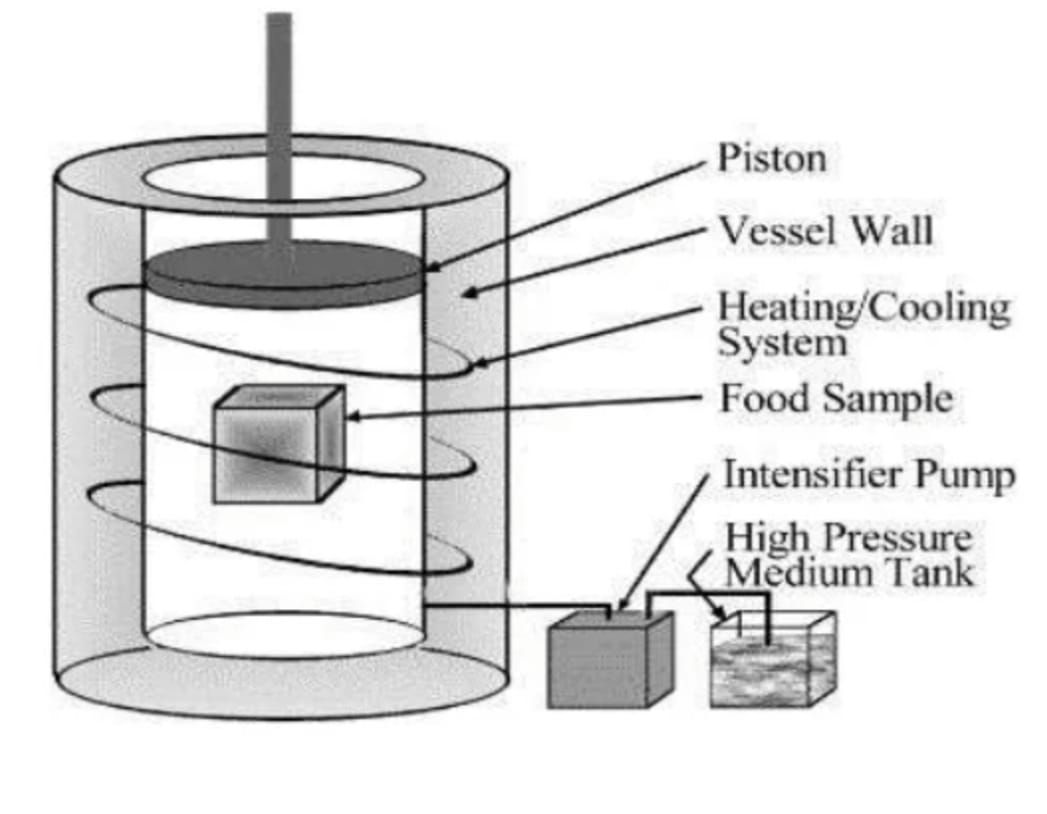 Piston
Vessel Wall
Heating/Cooling
System
Food Sample
Intensifier Pump
High Pressure
Medium Tank